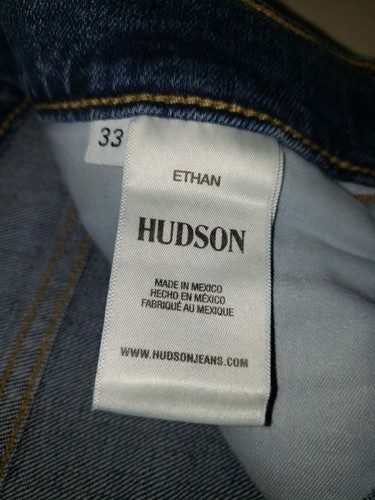 33
ETHAN
HUDSON
MADE IN MEXICO
HECHO EN MÉXICO
FABRIQUÉ AU MEXIQUE
WWW.HUDSONJEANS.COM